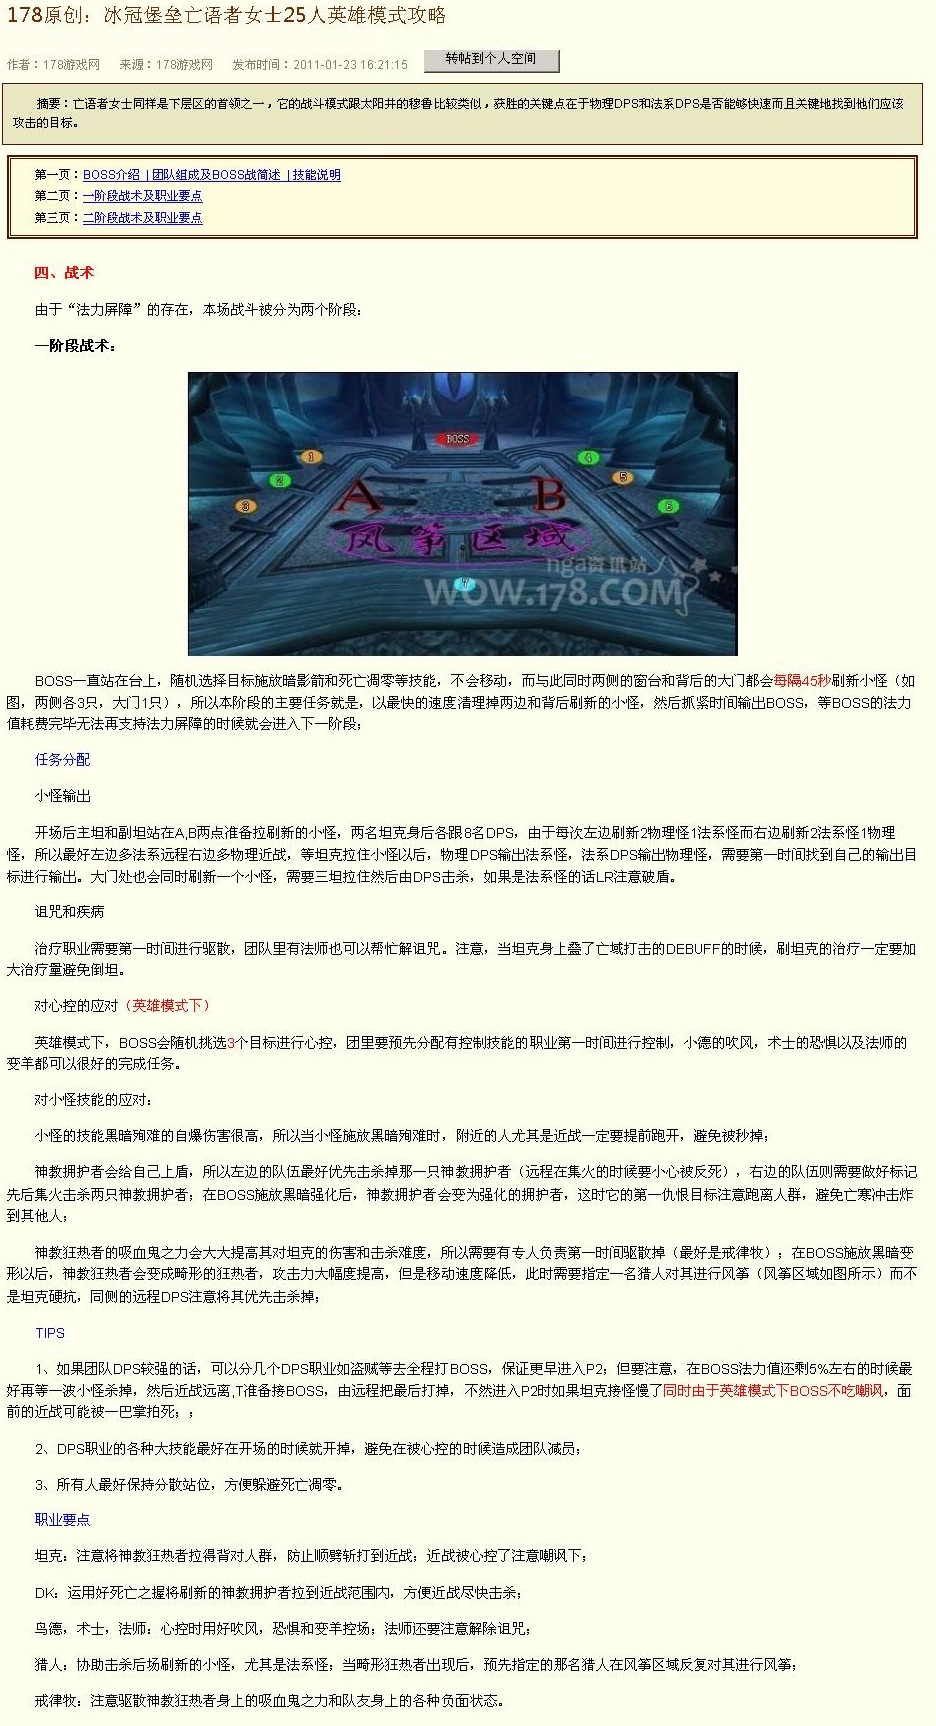 178原创：冰冠堡垒亡语者女士25人英雄模式攻略
作者：178游戏网 来源：178游戏网 发布时间：2011-01-23 16:21:15 转帖到个人空间
摘要：亡语者女士同样是下层区的首领之一，它的战斗模式跟太阳井的穆鲁比较类似，获胜的关键点在于物理DPS和法系DPS是否能够快速而且关键地找到他们应该
攻击的目标。
第一页：BOSS介绍 | 团队组成及BOSS战简述 | 技能说明
第二页：一阶段战术及职业要点
第三页：二阶段战术及职业要点
四、战术
由于“法力屏障”的存在，本场战斗被分为两个阶段：
一阶段战术：
BOSS
1
4
2
5
3
A
B
6
风筝区域
nga资讯站
7
WOW.178.COM
BOSS一直站在台上，随机选择目标施放暗影箭和死亡凋零等技能，不会移动，而与此同时两侧的窗台和背后的大门都会每隔45秒刷新小怪（如
图，两侧各3只，大门1只），所以本阶段的主要任务就是，以最快的速度清理掉两边和背后刷新的小怪，然后抓紧时间输出BOSS，等BOSS的法力
值耗费完毕无法再支持法力屏障的时候就会进入下一阶段；
任务分配
小怪输出
开场后主坦和副坦站在A,B两点准备拉刷新的小怪，两名坦克身后各跟8名DPS，由于每次左边刷新2物理怪1法系怪而右边刷新2法系怪1物理
怪，所以最好左边多法系远程右边多物理近战，等坦克拉住小怪以后，物理DPS输出法系怪，法系DPS输出物理怪，需要第一时间找到自己的输出目
标进行输出。大门处也会同时刷新一个小怪，需要三坦拉住然后由DPS击杀，如果是法系怪的话LR注意破盾。
诅咒和疾病
治疗职业需要第一时间进行驱散，团队里有法师也可以帮忙解诅咒。注意，当坦克身上叠了亡域打击的DEBUFF的时候，刷坦克的治疗一定要加
大治疗量避免倒坦。
对心控的应对（英雄模式下）
英雄模式下，BOSS会随机挑选3个目标进行心控，团里要预先分配有控制技能的职业第一时间进行控制，小德的吹风，术士的恐惧以及法师的
变羊都可以很好的完成任务。
对小怪技能的应对：
小怪的技能黑暗殉难的自爆伤害很高，所以当小怪施放黑暗殉难时，附近的人尤其是近战一定要提前跑开，避免被秒掉；
神教拥护者会给自己上盾，所以左边的队伍最好优先击杀掉那一只神教拥护者（远程在集火的时候要小心被反死），右边的队伍则需要做好标记
先后集火击杀两只神教拥护者；在BOSS施放黑暗强化后，神教拥护者会变为强化的拥护者，这时它的第一仇恨目标注意跑离人群，避免亡寒冲击炸
到其他人；
神教狂热者的吸血鬼之力会大大提高其对坦克的伤害和击杀难度，所以需要有专人负责第一时间驱散掉（最好是戒律牧）；在BOSS施放黑暗变
形以后，神教狂热者会变成畸形的狂热者，攻击力大幅度提高，但是移动速度降低，此时需要指定一名猎人对其进行风筝（风筝区域如图所示）而不
是坦克硬抗，同侧的远程DPS注意将其优先击杀掉；
TIPS
1、如果团队DPS较强的话，可以分几个DPS职业如盗贼等去全程打BOSS，保证更早进入P2；但要注意，在BOSS法力值还剩5%左右的时候最
好再等一波小怪杀掉，然后近战远离,T准备接BOSS，由远程把最后打掉，不然进入P2时如果坦克接怪慢了同时由于英雄模式下BOSS不吃嘲讽，面
前的近战可能被一巴掌拍死；；
2、DPS职业的各种大技能最好在开场的时候就开掉，避免在被心控的时候造成团队减员；
3、所有人最好保持分散站位，方便躲避死亡凋零。
职业要点
坦克：注意将神教狂热者拉得背对人群，防止顺劈斩打到近战；近战被心控了注意嘲讽下；
DK：运用好死亡之握将刷新的神教拥护者拉到近战范围内，方便近战尽快击杀；
鸟德，术士，法师：心控时用好吹风，恐惧和变羊控场；法师还要注意解除诅咒；
猎人：协助击杀后场刷新的小怪，尤其是法系怪；当畸形狂热者出现后，预先指定的那名猎人在风筝区域反复对其进行风筝；
戒律牧：注意驱散神教狂热者身上的吸血鬼之力和队友身上的各种负面状态。